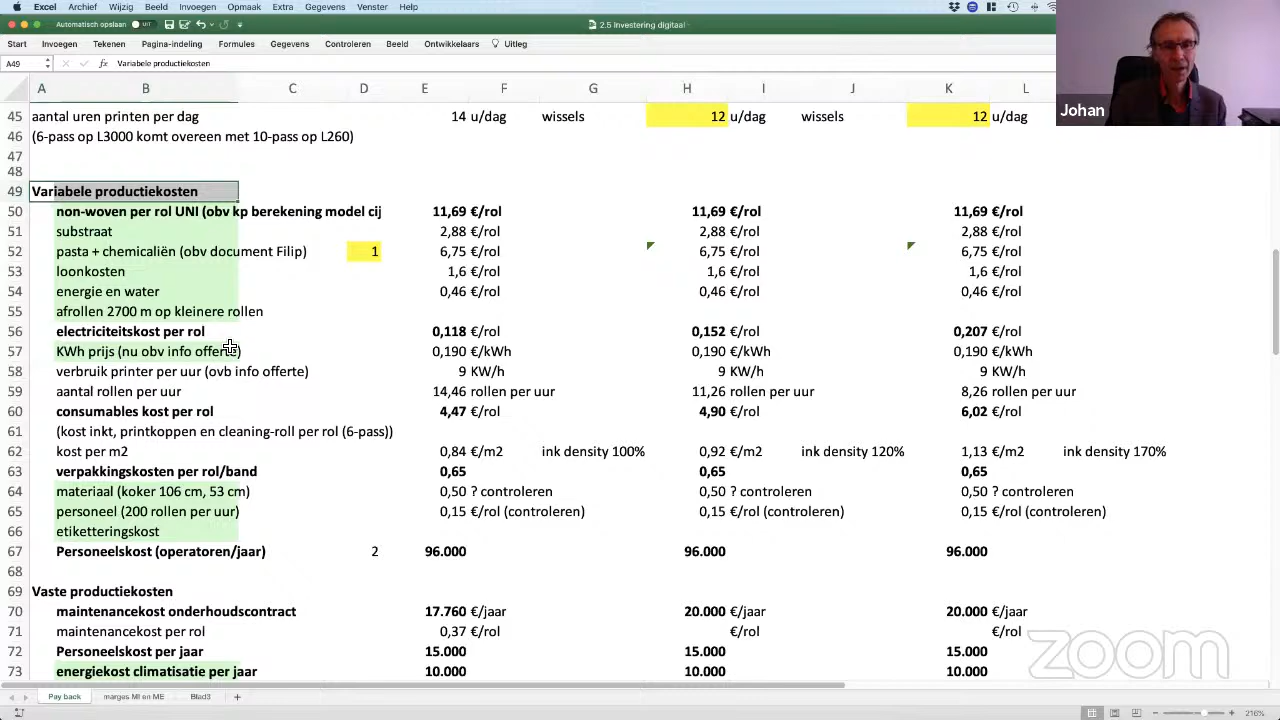 Excel Archief Wijzig Beeld Invoegen Opmaak Extra Gegevens Venster Help
Automatisch opslaan UIT 2.5 Investering digitaal
Start Invoegen Tekenen Pagina-indeling Formules Gegevens Controleren Beeld Ontwikkelaars Uitleg
A49 fx Variabele productiekosten
A B C D E F G H I J K L
45 aantal uren printen per dag 14 u/dag wissels 12 u/dag wissels 12 u/dag
46 (6-pass op L3000 komt overeen met 10-pass op L260)
47
48
49 Variabele productiekosten
50 non-woven per rol UNI (obv kp berekening model cij 11,69 €/rol 11,69 €/rol 11,69 €/rol
51 substraat 2,88 €/rol 2,88 €/rol 2,88 €/rol
52 pasta + chemicaliën (obv document Filip) 1 6,75 €/rol 6,75 €/rol 6,75 €/rol
53 loonkosten 1,6 €/rol 1,6 €/rol 1,6 €/rol
54 energie en water 0,46 €/rol 0,46 €/rol 0,46 €/rol
55 afrollen 2700 m op kleinere rollen
56 electriciteitskost per rol 0,118 €/rol 0,152 €/rol 0,207 €/rol
57 KWh prijs (nu obv info offerte) 0,190 €/kWh 0,190 €/kWh 0,190 €/kWh
58 verbruik printer per uur (ovb info offerte) 9 KW/h 9 KW/h 9 KW/h
59 aantal rollen per uur 14,46 rollen per uur 11,26 rollen per uur 8,26 rollen per uur
60 consumables kost per rol 4,47 €/rol 4,90 €/rol 6,02 €/rol
61 (kost inkt, printkoppen en cleaning-roll per rol (6-pass))
62 kost per m2 0,84 €/m2 ink density 100% 0,92 €/m2 ink density 120% 1,13 €/m2 ink density 170%
63 verpakkingskosten per rol/band 0,65 0,65 0,65
64 materiaal (koker 106 cm, 53 cm) 0,50 ? controleren 0,50 ? controleren 0,50 ? controleren
65 personeel (200 rollen per uur) 0,15 €/rol (controleren) 0,15 €/rol (controleren) 0,15 €/rol (controleren)
66 etiketteringskost
67 Personeelskost (operatoren/jaar) 2 96.000 96.000 96.000
68
69 Vaste productiekosten
70 maintenancekost onderhoudscontract 17.760 €/jaar 20.000 €/jaar 20.000 €/jaar
71 maintenancekost per rol 0,37 €/rol €/rol €/rol
72 Personeelskost per jaar 15.000 15.000 15.000
73 energiekost climatisatie per jaar 10.000 10.000 10.000
Johan
zoom
Pay back marges MI en ME Blad3 +
216%